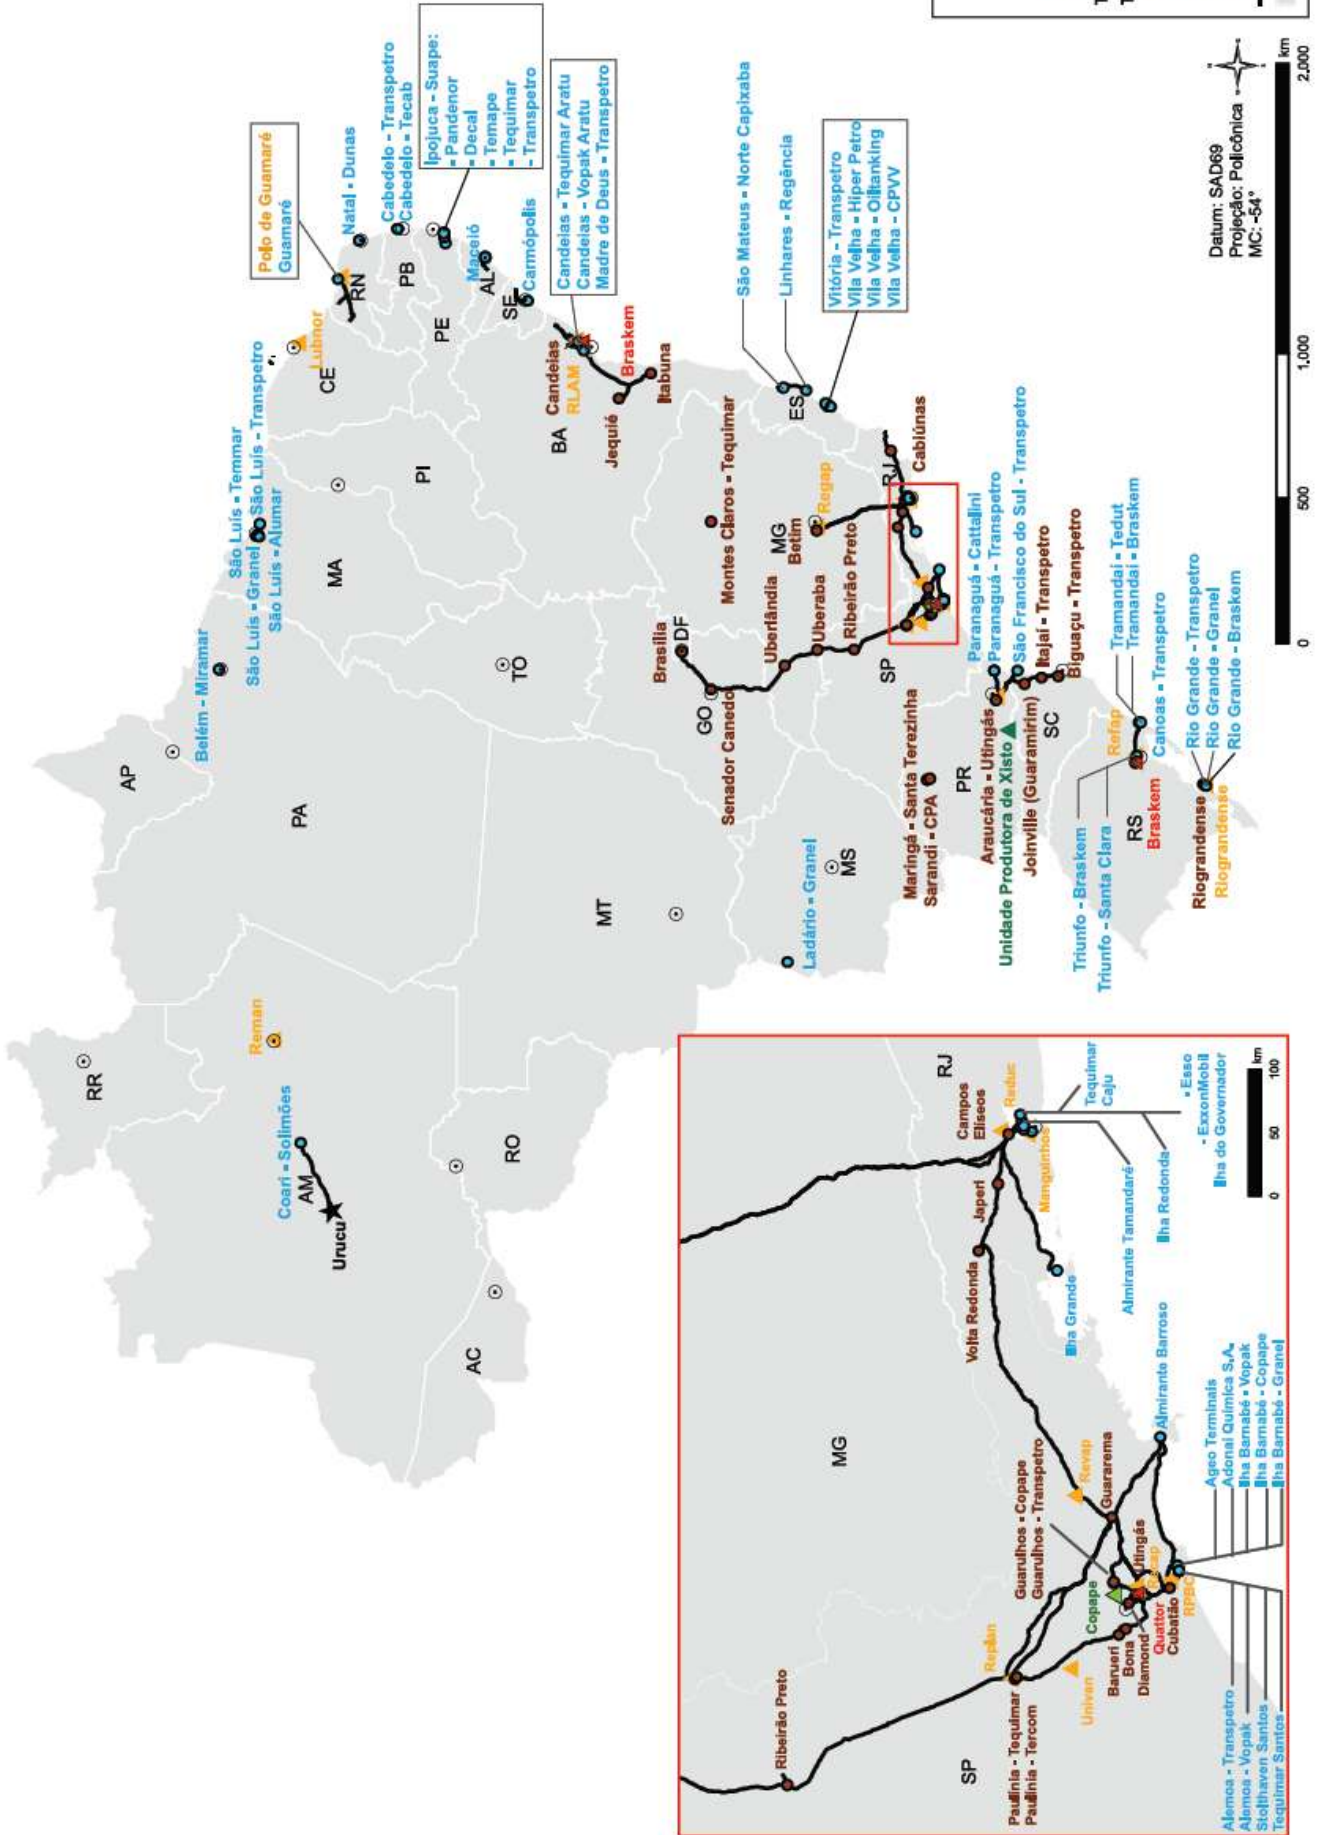 RR
AP
Reman
Coari - Solimões
AM
Urucu
PA
Belém - Miramar
São Luís - Temmar
São Luís - Granel
São Luís - Transpetro
São Luís - Alumar
MA
CE
Lubnor
Polo de Guamaré
Guamaré
RN
Natal - Dunas
Cabedelo - Transpetro
Cabedelo - Tecab
PB
Ipojuca - Suape:
- Pandenor
- Decal
- Temape
- Tequimar
- Transpetro
PE
Maceió
AL
SE
Carmópolis
PI
TO
AC
RO
MT
BA
Candeias
RLAM
Candeias - Tequimar Aratu
Candeias - Vopak Aratu
Madre de Deus - Transpetro
Braskem
Jequié
Itabuna
Brasília
DF
GO
Senador Canedo
Montes Claros - Tequimar
Uberlândia
MG
Betim
Regap
Uberaba
Ribeirão Preto
São Mateus - Norte Capixaba
Linhares - Regência
ES
Vitória - Transpetro
Vila Velha - Hiper Petro
Vila Velha - Oiltanking
Vila Velha - CPVV
Ladário - Granel
MS
SP
RJ
Cabiúnas
Maringá - Santa Terezinha
Sarandi - CPA
PR
Paranaguá - Cattalini
Paranaguá - Transpetro
São Francisco do Sul - Transpetro
Araucária - Utingás
Unidade Produtora de Xisto
Joinville (Guaramirim)
Itajaí - Transpetro
Biguaçu - Transpetro
SC
Triunfo - Braskem
Triunfo - Santa Clara
Refap
Tramandai - Tedut
Tramandai - Braskem
Canoas - Transpetro
RS
Braskem
Riograndense
Riograndense
Rio Grande - Transpetro
Rio Grande - Granel
Rio Grande - Braskem
Datum: SAD69
Projeção: Policônica
MC: -54°
0
500
1.000
2.000
km
RJ
MG
SP
Ribeirão Preto
Campos
Elíseos
Reduc
Japeri
Volta Redonda
Manguinhos
Tequimar
Caju
Almirante Tamandaré
Ilha Redonda
- Esso
- ExxonMobil
Ilha do Governador
Ilha Grande
Replan
Paulínia - Tequimar
Paulínia - Tercom
Univan
Guarulhos - Copape
Guarulhos - Transpetro
Revap
Guararema
Copape
Utingás
Recap
Barueri
Bona
Diamond
Quattor
Cubatão
RPBC
Almirante Barroso
Ageo Terminais
Adonai Química S.A.
Ilha Barnabé - Vopak
Ilha Barnabé - Copape
Ilha Barnabé - Granel
Alemoa - Transpetro
Alemoa - Vopak
Stolthaven Santos
Tequimar Santos
0
50
100
km